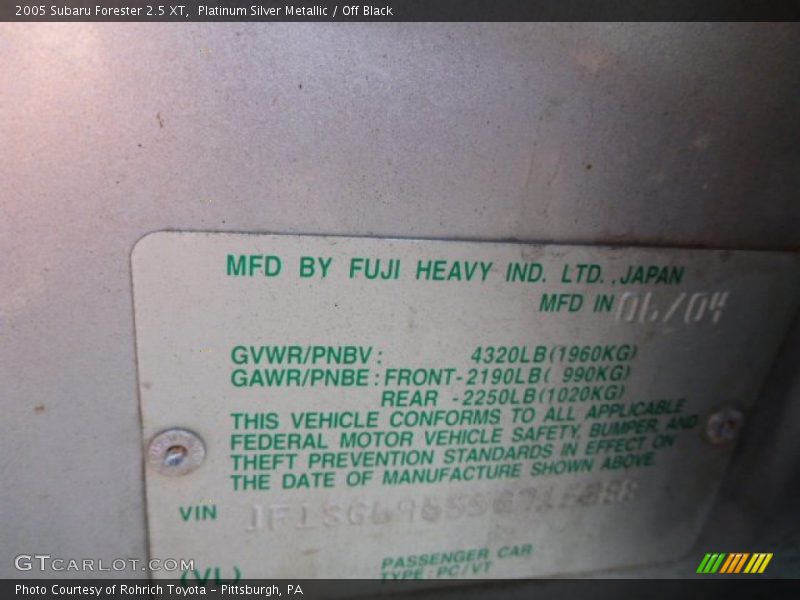 2005 Subaru Forester 2.5 XT, Platinum Silver Metallic / Off Black
MFD BY FUJI HEAVY IND. LTD., JAPAN
MFD IN 06/04
GVWR/PNBV: 4320LB(1960KG)
GAWR/PNBE: FRONT-2190LB( 990KG)
REAR -2250LB(1020KG)
THIS VEHICLE CONFORMS TO ALL APPLICABLE
FEDERAL MOTOR VEHICLE SAFETY, BUMPER, AND
THEFT PREVENTION STANDARDS IN EFFECT ON
THE DATE OF MANUFACTURE SHOWN ABOVE
VIN
PASSENGER CAR
(VL) TYPE: PC/VT
GTCARLOT.COM
Photo Courtesy of Rohrich Toyota - Pittsburgh, PA